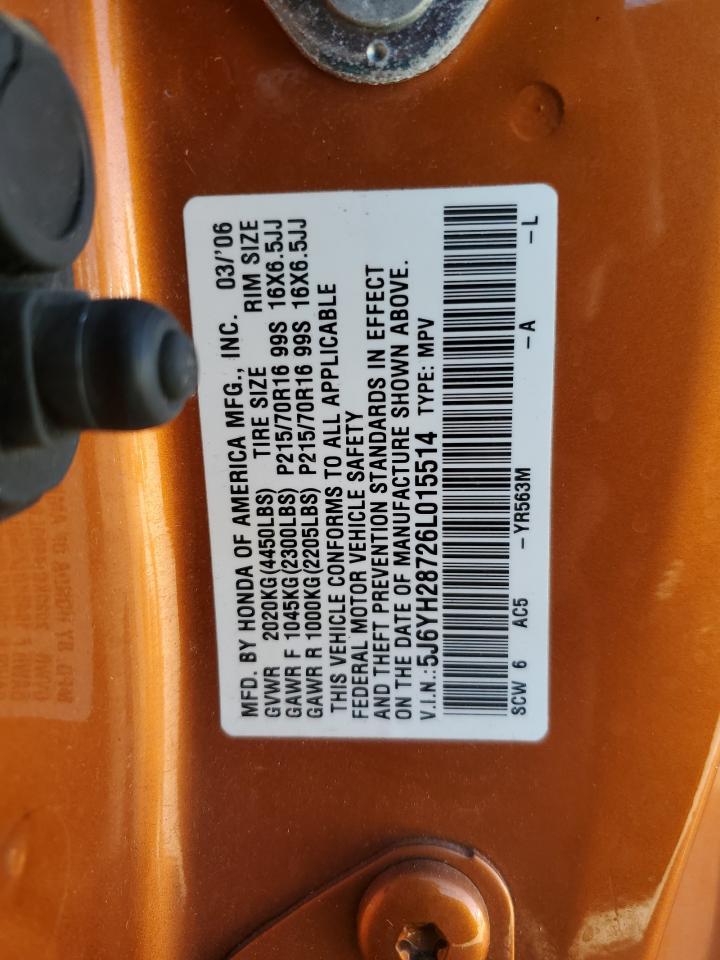 MFD. BY HONDA OF AMERICA MFG., INC. 03/'06
GVWR 2020KG(4450LBS) TIRE SIZE RIM SIZE
GAWR F 1045KG(2300LBS) P215/70R16 99S 16X6.5JJ
GAWR R 1000KG(2205LBS) P215/70R16 99S 16X6.5JJ
THIS VEHICLE CONFORMS TO ALL APPLICABLE
FEDERAL MOTOR VEHICLE SAFETY
AND THEFT PREVENTION STANDARDS IN EFFECT
ON THE DATE OF MANUFACTURE SHOWN ABOVE.
V.I.N.:5J6YH28726L015514 TYPE: MPV
SCW 6 AC5 -YR563M -A -L